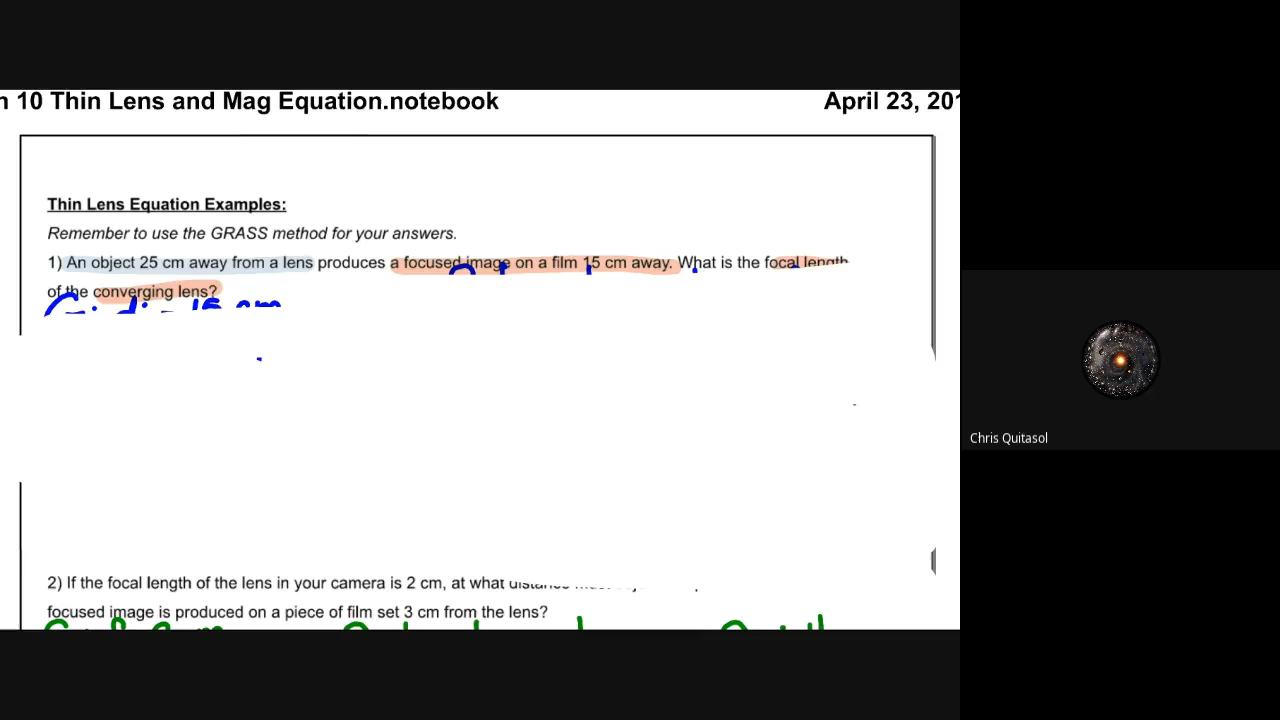 n 10 Thin Lens and Mag Equation.notebook April 23, 201
Thin Lens Equation Examples:
Remember to use the GRASS method for your answers.
1) An object 25 cm away from a lens produces a focused image on a film 15 cm away. What is the focal length
of the converging lens?
2) If the focal length of the lens in your camera is 2 cm, at what
focused image is produced on a piece of film set 3 cm from the lens?
Chris Quitasol